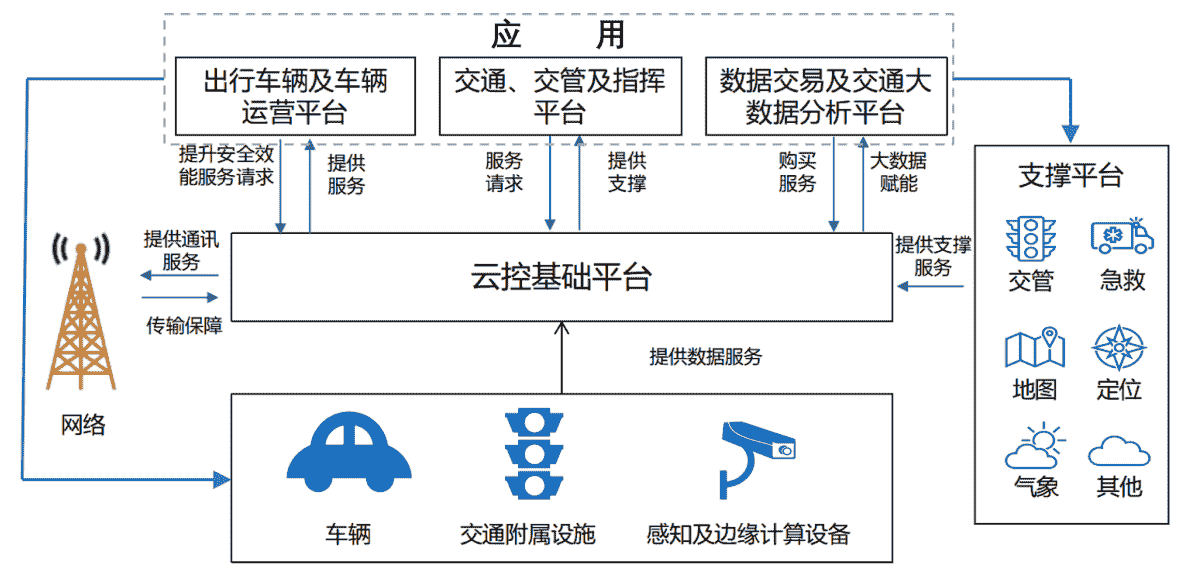 应 用
出行车辆及车辆
运营平台
交通、交管及指挥
平台
数据交易及交通大
数据分析平台
提升安全效
能服务请求
提供
服务
服务
请求
提供
支撑
购买
服务
大数据
赋能
支撑平台
交管
急救
地图
定位
气象
其他
提供通讯
服务
传输保障
网络
云控基础平台
提供支撑
服务
提供数据服务
车辆
交通附属设施
感知及边缘计算设备